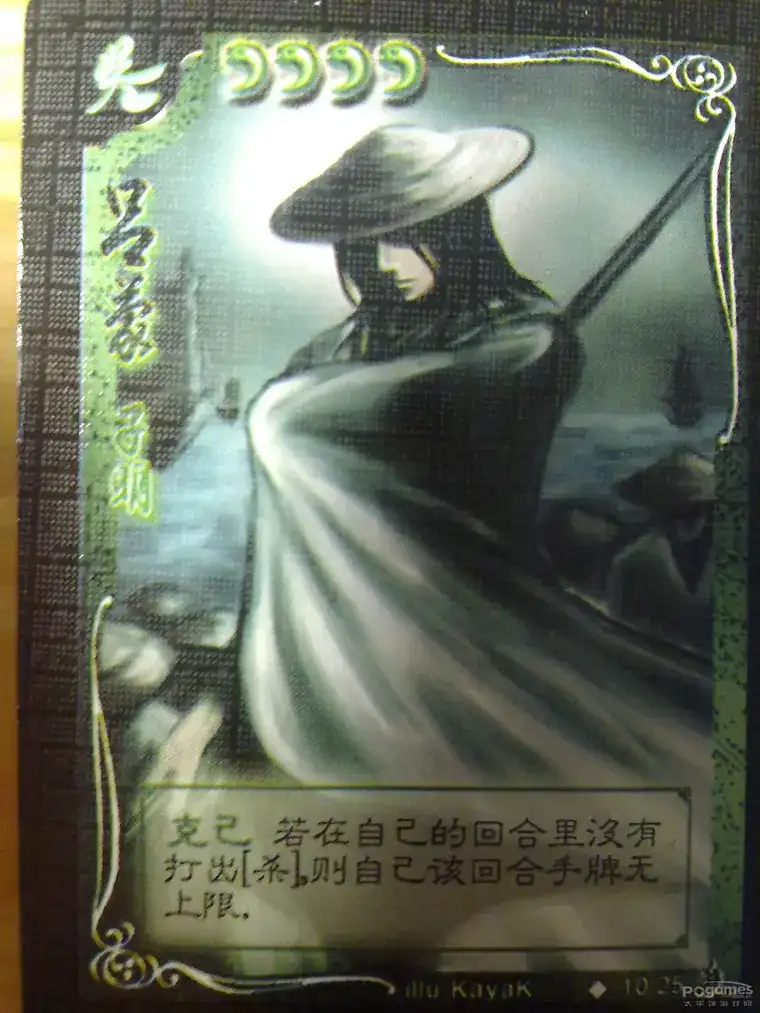 吴
吕蒙 子明
克己 若在自己的回合里沒有
打出[杀],则自己该回合手牌无
上限.
illu KayaK ◆ 10/25
POgames